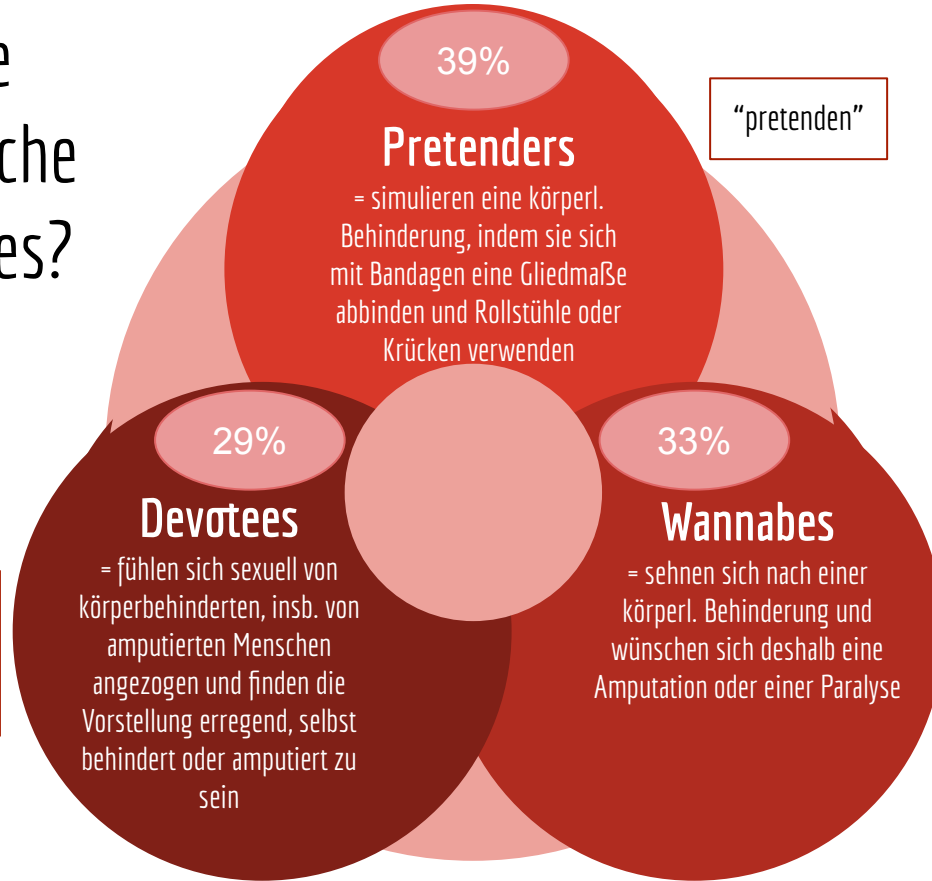 e
che
es?
39%
Pretenders
= simulieren eine körperl.
Behinderung, indem sie sich
mit Bandagen eine Gliedmaße
abbinden und Rollstühle oder
Krücken verwenden
“pretenden”
29%
Devotees
= fühlen sich sexuell von
körperbehinderten, insb. von
amputierten Menschen
angezogen und finden die
Vorstellung erregend, selbst
behindert oder amputiert zu
sein
33%
Wannabes
= sehnen sich nach einer
körperl. Behinderung und
wünschen sich deshalb eine
Amputation oder einer Paralyse